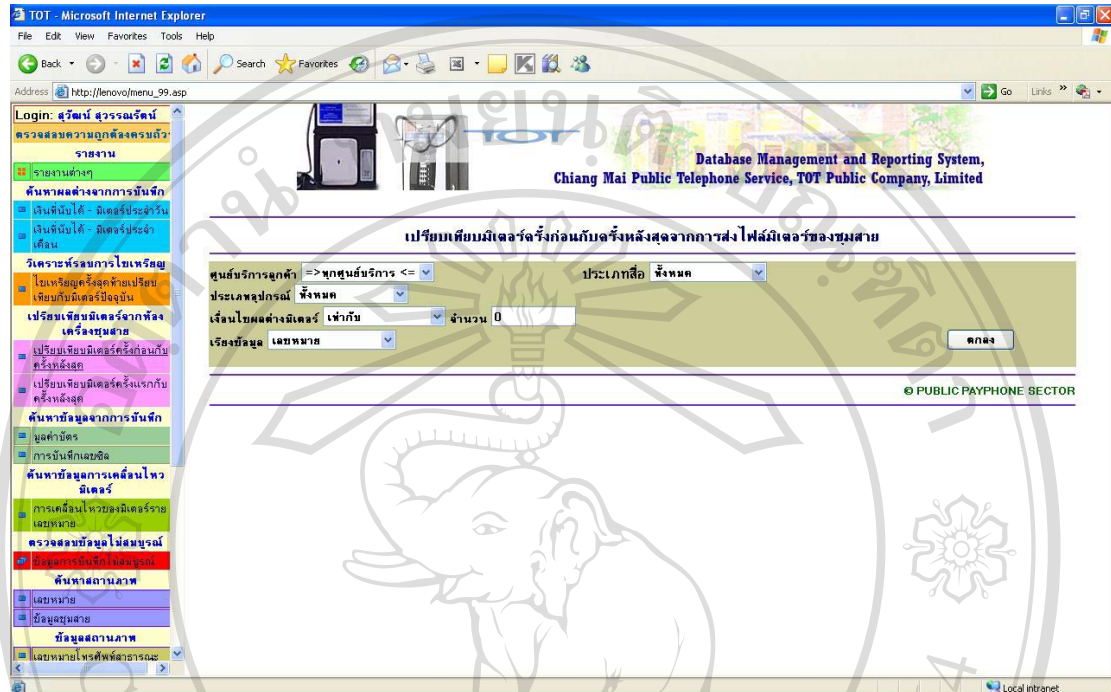 TOT - Microsoft Internet Explorer
File Edit View Favorites Tools Help
Back Search Favorites
Address http://lenovo/menu_99.asp Go Links »
Login: สุวัฒน์ สุวรรณรัตน์
ตรวจสอบความถูกต้องครบถ้ว
รายงาน
รายงานต่างๆ
ค้นหาผลต่างจากการบันทึก
เงินที่นับได้ - มิเตอร์ประจำวัน
เงินที่นับได้ - มิเตอร์ประจำ
เดือน
วิเคราะห์รอบการไขเหรียญ
ไขเหรียญครั้งสุดท้ายเปรียบ
เทียบกับมิเตอร์ปัจจุบัน
เปรียบเทียบมิเตอร์จากห้อง
เครื่องชุมสาย
เปรียบเทียบมิเตอร์ครั้งก่อนกับ
ครั้งหลังสุด
เปรียบเทียบมิเตอร์ครั้งแรกกับ
ครั้งหลังสุด
ค้นหาข้อมูลจากการบันทึก
มูลค่าบัตร
การบันทึกเลขซีล
ค้นหาข้อมูลการเคลื่อนไหว
มิเตอร์
การเคลื่อนไหวของมิเตอร์ราย
เลขหมาย
ตรวจสอบข้อมูลไม่สมบูรณ์
ข้อมูลการบันทึกไม่สมบูรณ์
ค้นหาสถานภาพ
เลขหมาย
ข้อมูลชุมสาย
ข้อมูลสถานภาพ
เลขหมายโทรศัพท์สาธารณะ
TOT
Database Management and Reporting System,
Chiang Mai Public Telephone Service, TOT Public Company, Limited
เปรียบเทียบมิเตอร์ครั้งก่อนกับครั้งหลังสุดจากการส่งไฟล์มิเตอร์ของชุมสาย
ศูนย์บริการลูกค้า =>ทุกศูนย์บริการ <= ประเภทสื่อ ทั้งหมด
ประเภทอุปกรณ์ ทั้งหมด
เงื่อนไขผลต่างมิเตอร์ เท่ากับ จำนวน 0
เรียงข้อมูล เลขหมาย ตกลง
© PUBLIC PAYPHONE SECTOR
Local intranet